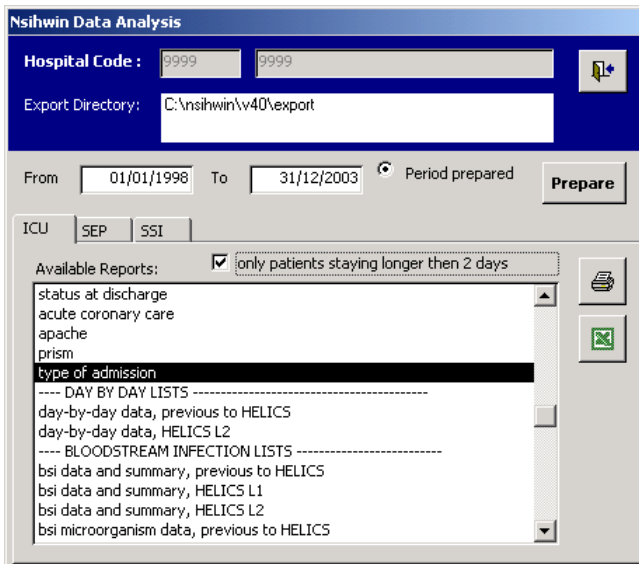 Nsihwin Data Analysis
Hospital Code : 9999 9999
Export Directory: C:\nsihwin\v40\export
From 01/01/1998 To 31/12/2003 Period prepared Prepare
ICU SEP SSI
Available Reports: only patients staying longer then 2 days
status at discharge
acute coronary care
apache
prism
type of admission
---- DAY BY DAY LISTS ------------------------------------------
day-by-day data, previous to HELICS
day-by-day data, HELICS L2
---- BLOODSTREAM INFECTION LISTS --------------------------
bsi data and summary, previous to HELICS
bsi data and summary, HELICS L1
bsi data and summary, HELICS L2
bsi microorganism data, previous to HELICS